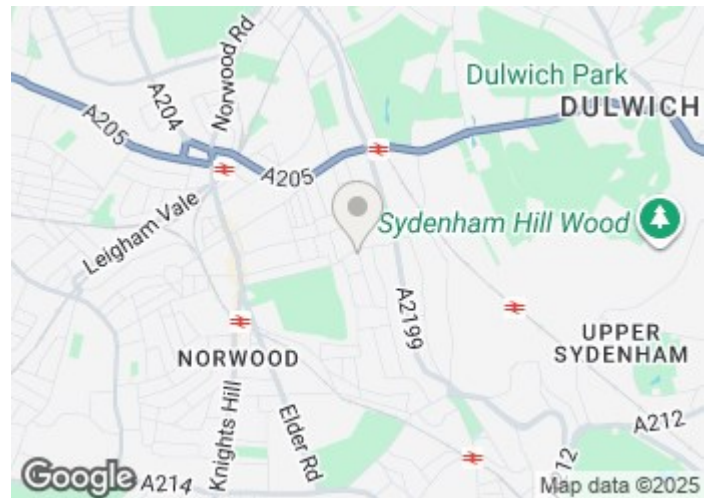 Norwood Rd
Dulwich Park
DULWICH
A204
A205
A205
Leigham Vale
Sydenham Hill Wood
A2199
UPPER
SYDENHAM
NORWOOD
Knights Hill
Elder Rd
A212
A214
Google
Map data ©2025